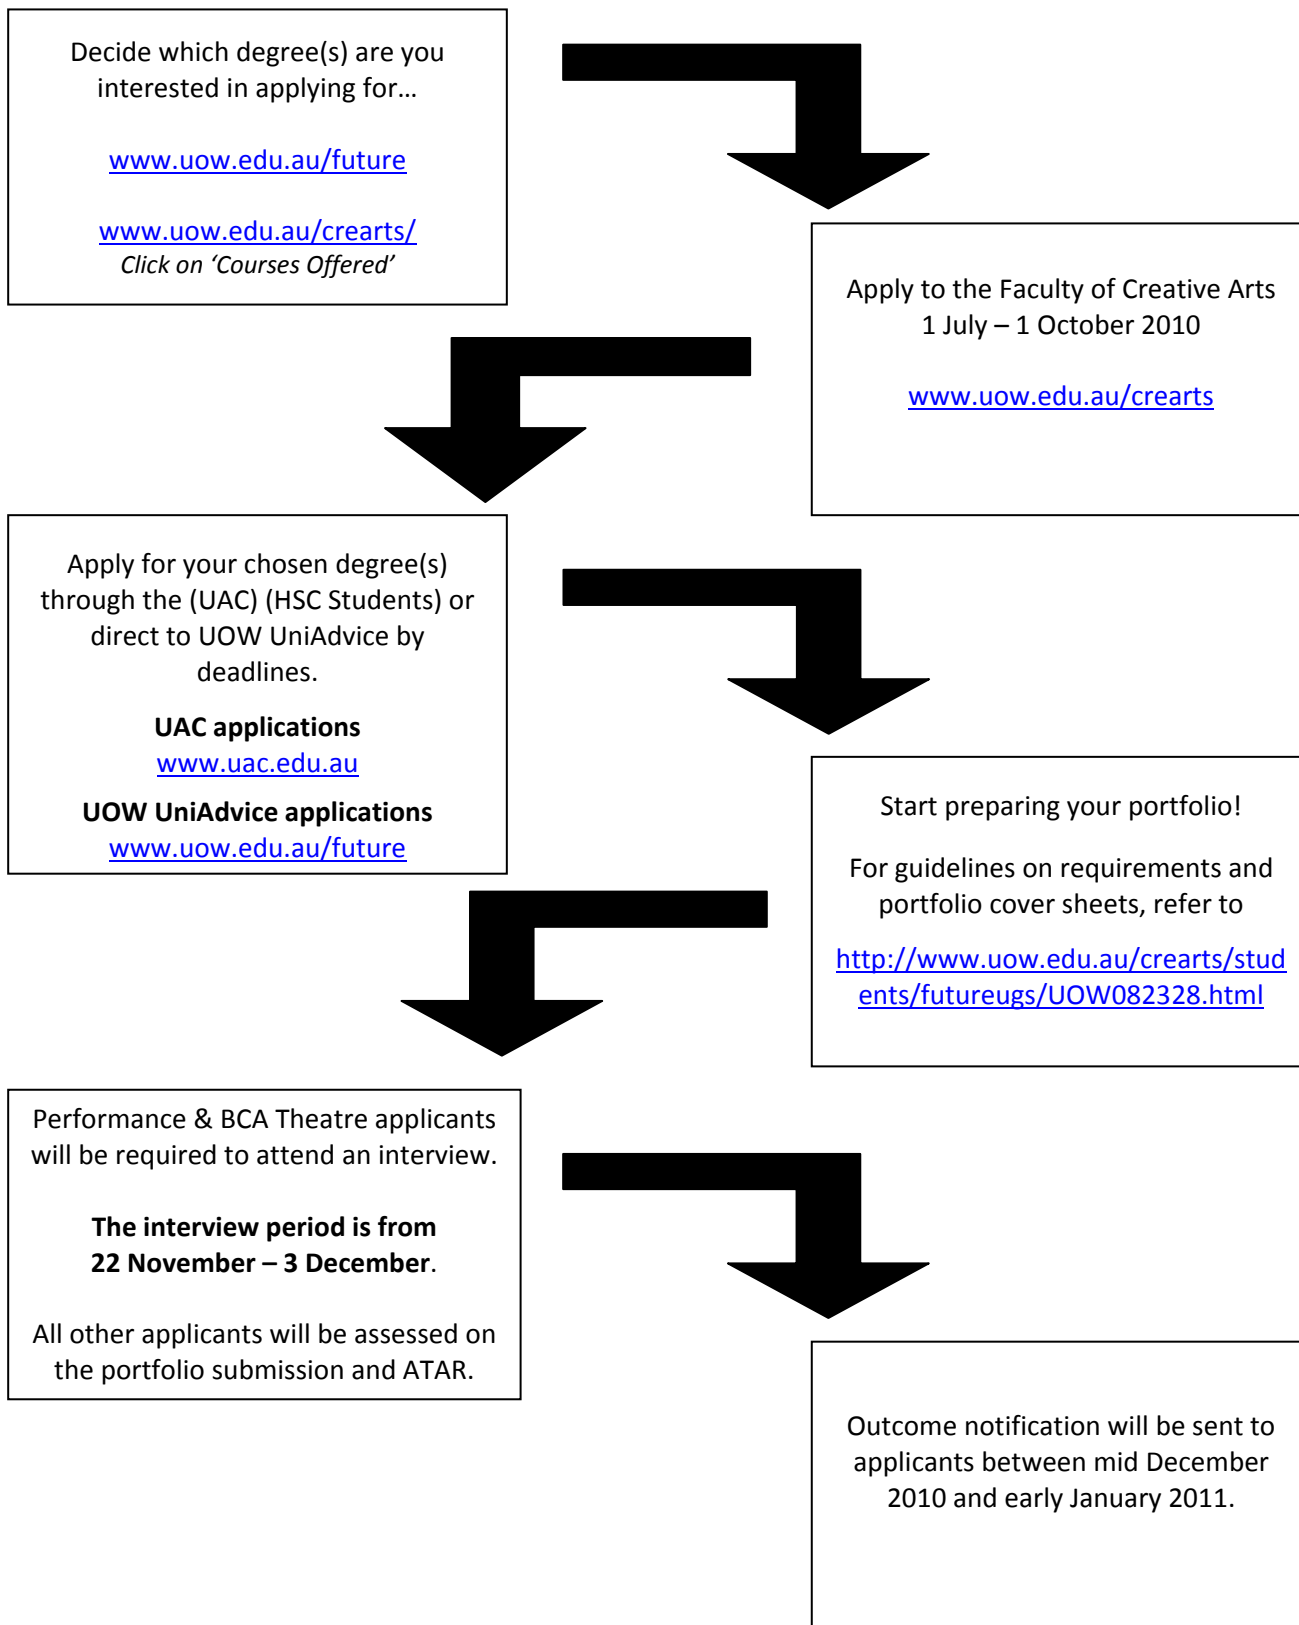 Decide which degree(s) are you
interested in applying for…
www.uow.edu.au/future
www.uow.edu.au/crearts/
Click on ‘Courses Offered’
Apply to the Faculty of Creative Arts
1 July – 1 October 2010
www.uow.edu.au/crearts
Apply for your chosen degree(s)
through the (UAC) (HSC Students) or
direct to UOW UniAdvice by
deadlines.
UAC applications
www.uac.edu.au
UOW UniAdvice applications
www.uow.edu.au/future
Start preparing your portfolio!
For guidelines on requirements and
portfolio cover sheets, refer to
http://www.uow.edu.au/crearts/stud
ents/futureugs/UOW082328.html
Performance & BCA Theatre applicants
will be required to attend an interview.
The interview period is from
22 November – 3 December.
All other applicants will be assessed on
the portfolio submission and ATAR.
Outcome notification will be sent to
applicants between mid December
2010 and early January 2011.